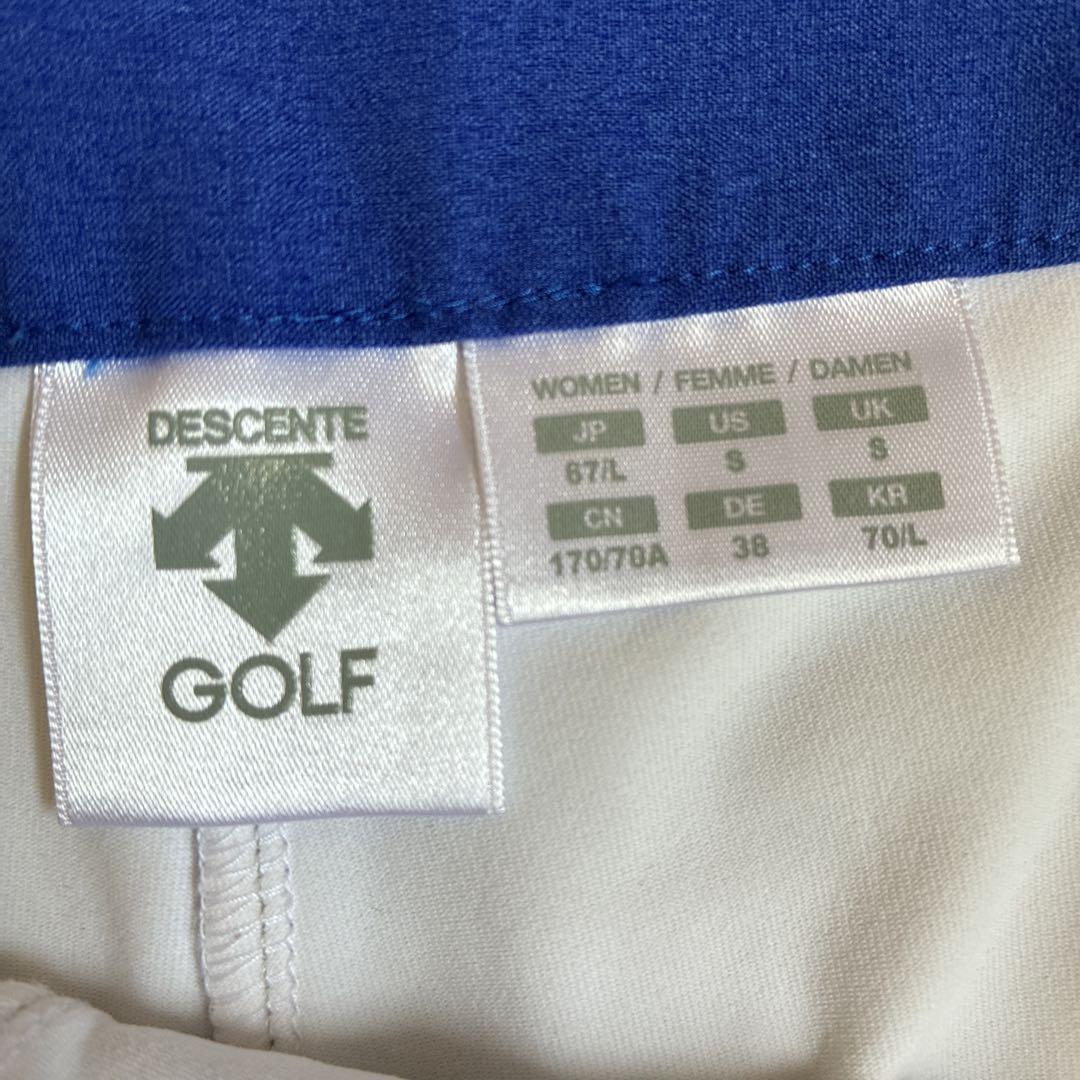 DESCENTE
GOLF
WOMEN / FEMME / DAMEN
JP US UK
67/L S S
CN DE KR
170/70A 38 70/L